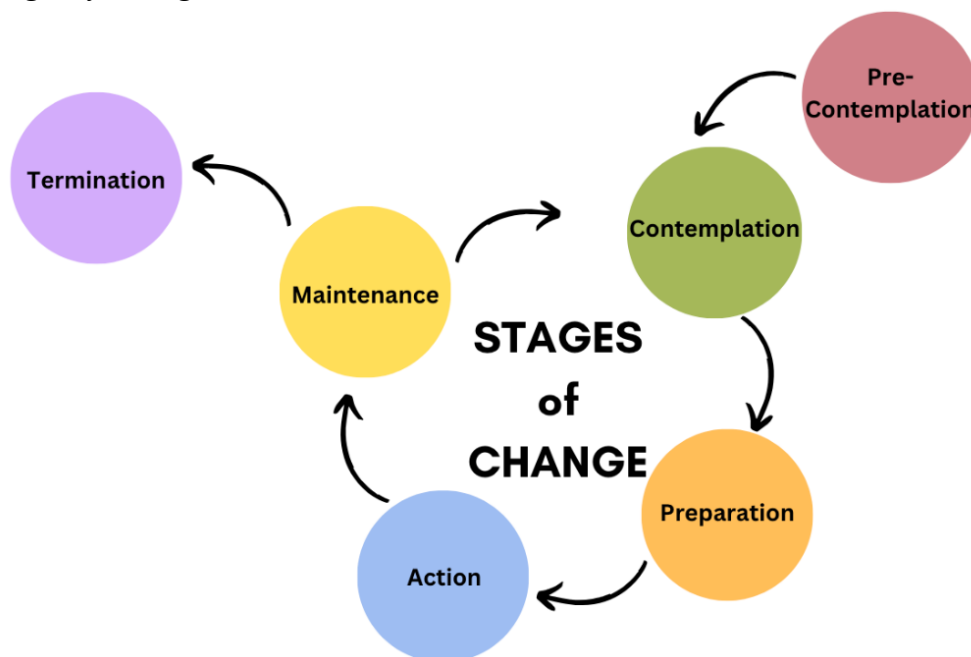 Pre-
Contemplation
Contemplation
Termination
Maintenance
STAGES
of
CHANGE
Preparation
Action